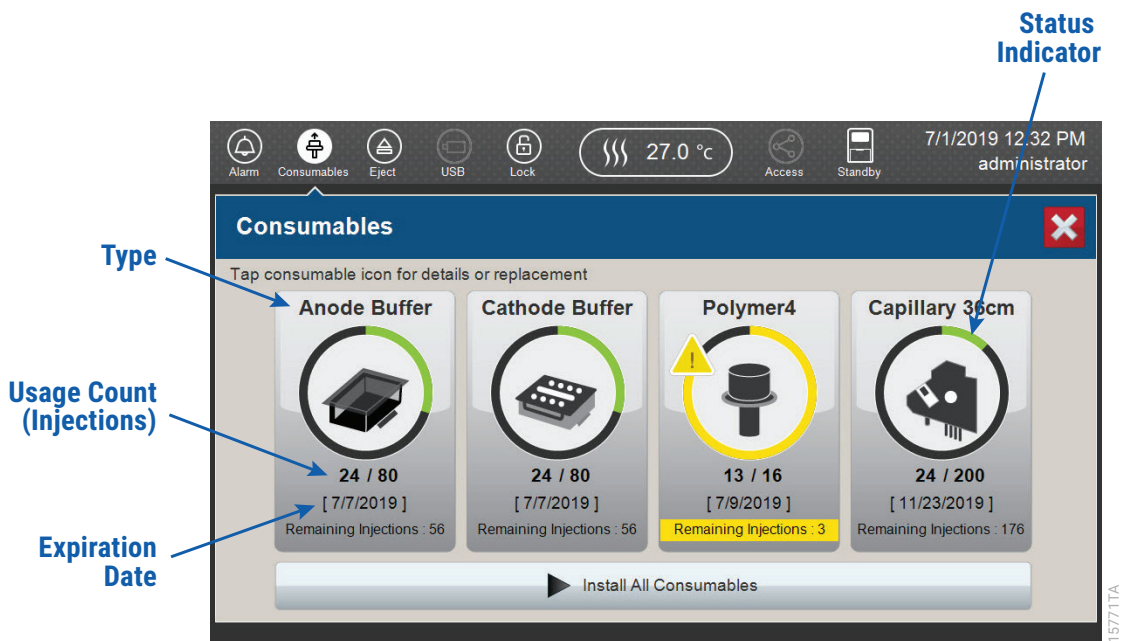 Status
Indicator
Alarm
Consumables
Eject
USB
Lock
27.0 °c
Access
Standby
7/1/2019 12:32 PM
administrator
Consumables
Type
Tap consumable icon for details or replacement
Anode Buffer
Cathode Buffer
Polymer4
Capillary 36cm
!
Usage Count
(Injections)
24 / 80
24 / 80
13 / 16
24 / 200
[ 7/7/2019 ]
[ 7/7/2019 ]
[ 7/9/2019 ]
[ 11/23/2019 ]
Remaining Injections : 56
Remaining Injections : 56
Remaining Injections : 3
Remaining Injections : 176
Expiration
Date
Install All Consumables
15771TA